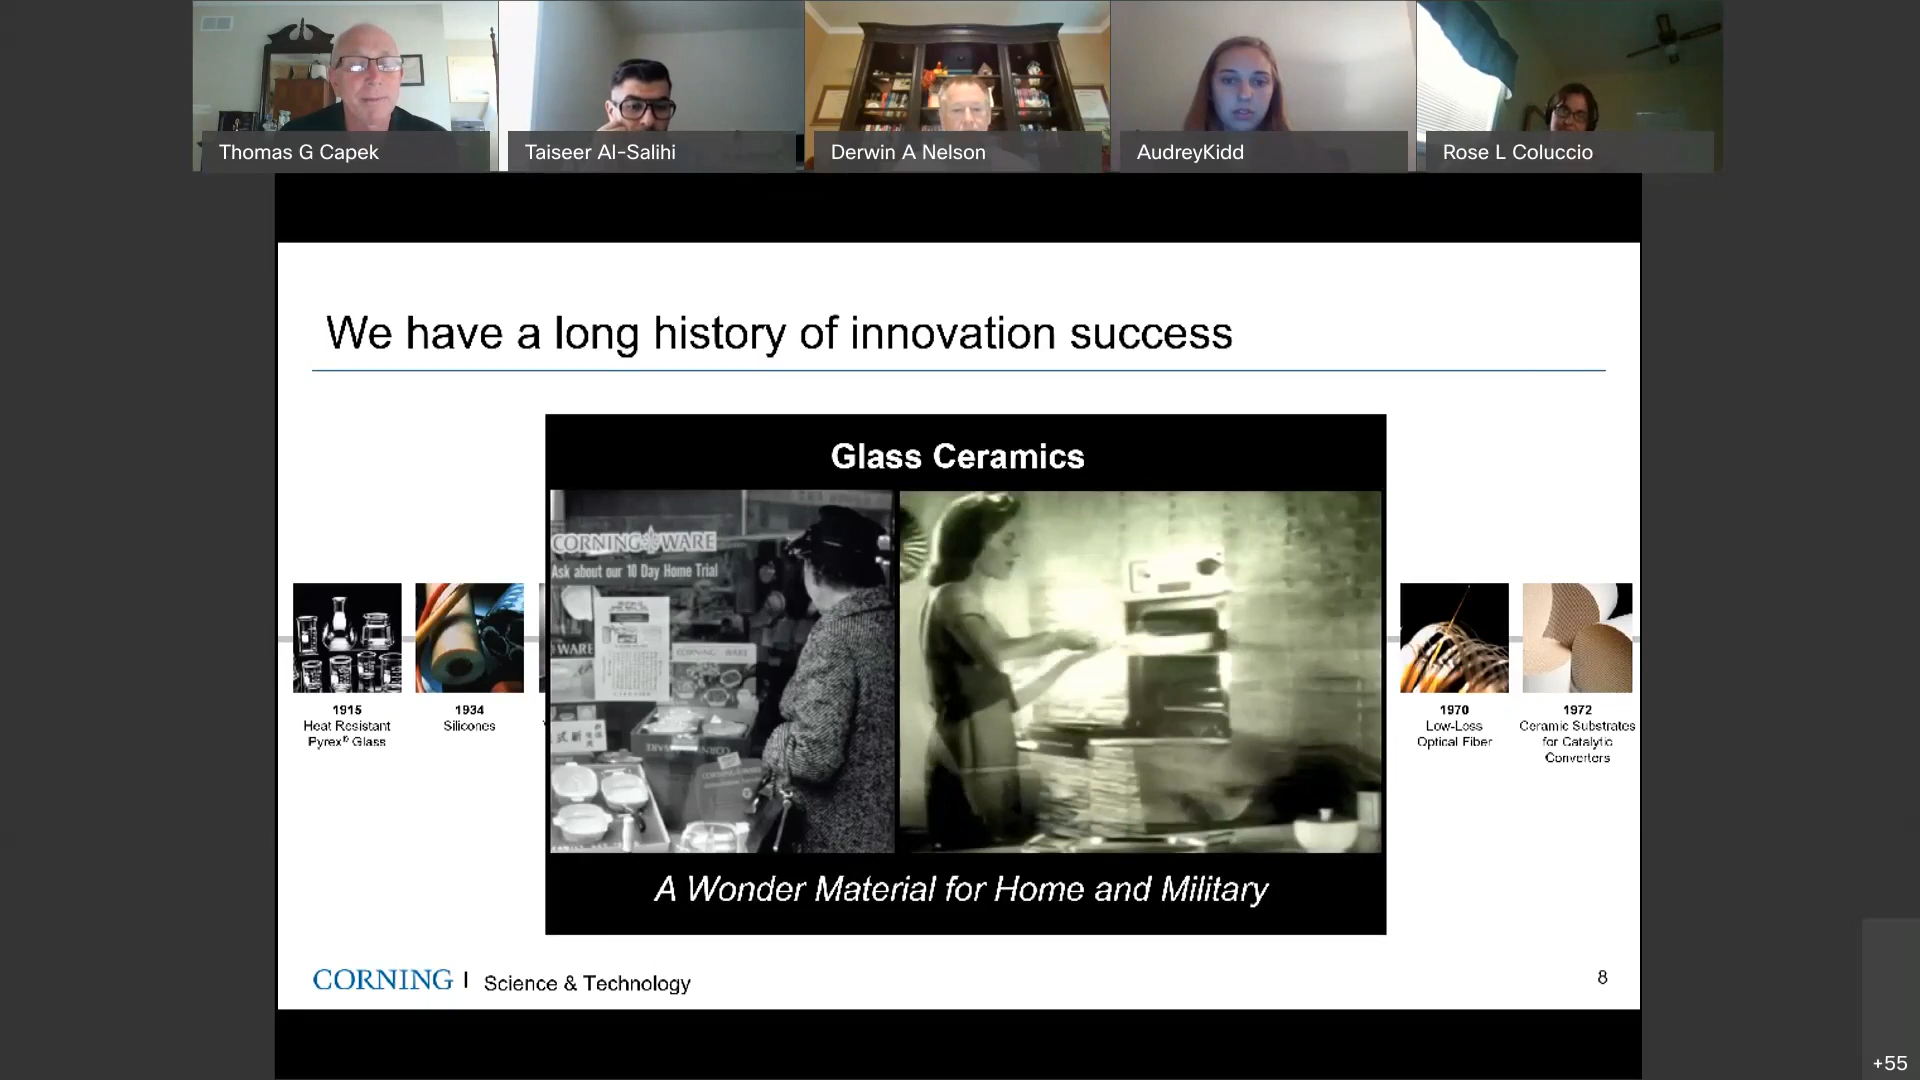 Thomas G Capek
Taiseer Al-Salihi
Derwin A Nelson
AudreyKidd
Rose L Coluccio
We have a long history of innovation success
Glass Ceramics
CORNING WARE
Ask about our 10 Day Home Trial
WARE
CORNING WARE
1915
Heat Resistant
Pyrex® Glass
1934
Silicones
1970
Low-Loss
Optical Fiber
1972
Ceramic Substrates
for Catalytic
Converters
A Wonder Material for Home and Military
CORNING | Science & Technology
8
+55